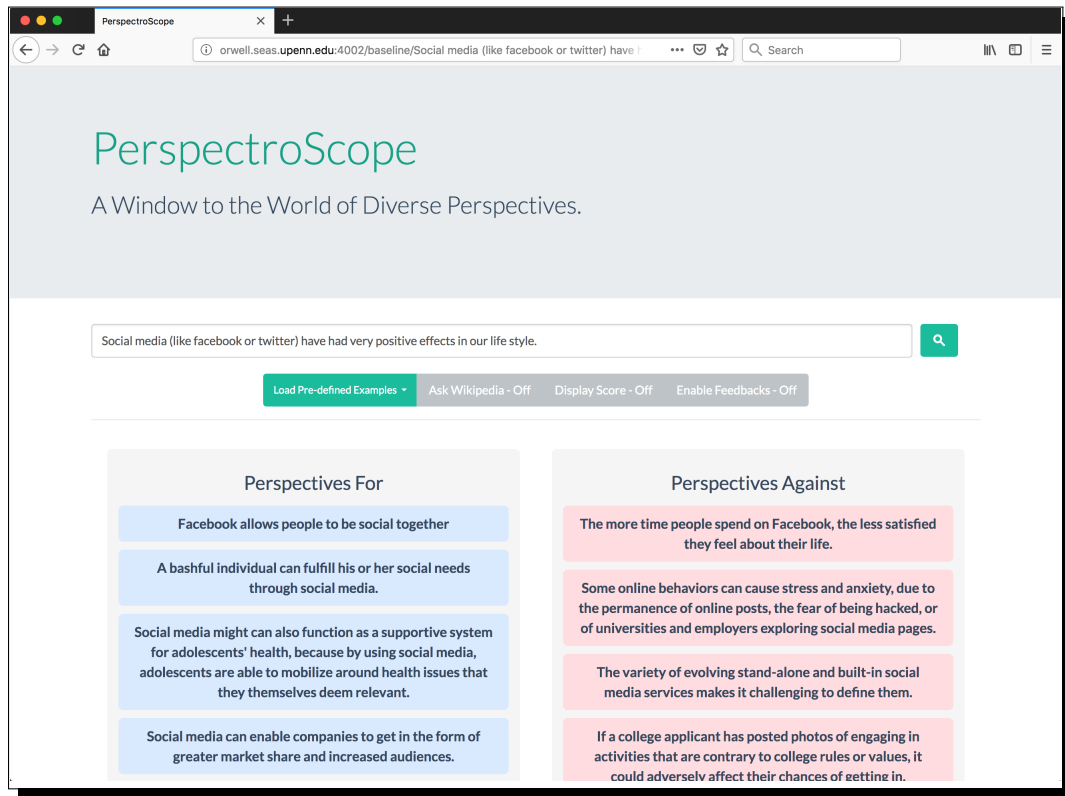 PerspectroScope
orwell.seas.upenn.edu:4002/baseline/Social media (like facebook or twitter) have
Search
PerspectroScope
A Window to the World of Diverse Perspectives.
Social media (like facebook or twitter) have had very positive effects in our life style.
Load Pre-defined Examples Ask Wikipedia - Off Display Score - Off Enable Feedbacks - Off
Perspectives For
Facebook allows people to be social together
A bashful individual can fulfill his or her social needs
through social media.
Social media might can also function as a supportive system
for adolescents' health, because by using social media,
adolescents are able to mobilize around health issues that
they themselves deem relevant.
Social media can enable companies to get in the form of
greater market share and increased audiences.
Perspectives Against
The more time people spend on Facebook, the less satisfied
they feel about their life.
Some online behaviors can cause stress and anxiety, due to
the permanence of online posts, the fear of being hacked, or
of universities and employers exploring social media pages.
The variety of evolving stand-alone and built-in social
media services makes it challenging to define them.
If a college applicant has posted photos of engaging in
activities that are contrary to college rules or values, it
could adversely affect their chances of getting in.